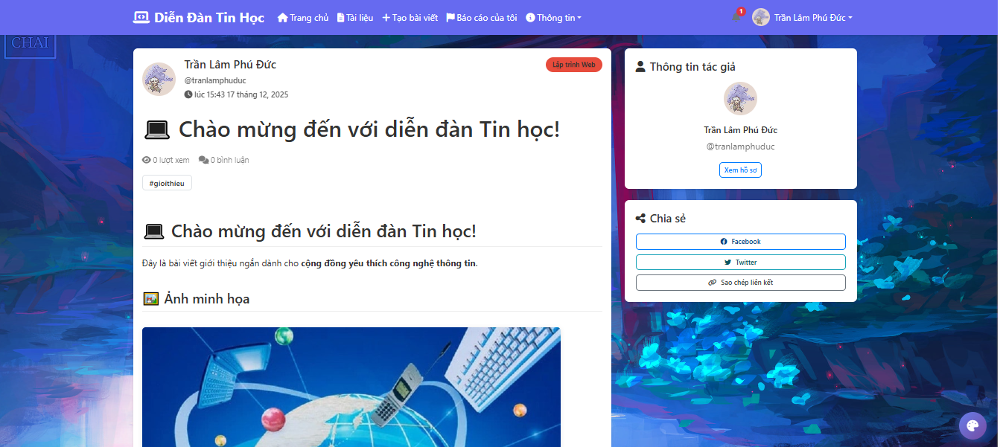 Diễn Đàn Tin Học Trang chủ Tài liệu Tạo bài viết Báo cáo của tôi Thông tin 1 Trần Lâm Phú Đức
CHAI
Trần Lâm Phú Đức
@tranlamphuduc
lúc 15:43 17 tháng 12, 2025
Lập trình Web
Chào mừng đến với diễn đàn Tin học!
0 lượt xem 0 bình luận
#gioithieu
Chào mừng đến với diễn đàn Tin học!
Đây là bài viết giới thiệu ngắn dành cho cộng đồng yêu thích công nghệ thông tin.
Ảnh minh họa
Thông tin tác giả
Trần Lâm Phú Đức
@tranlamphuduc
Xem hồ sơ
Chia sẻ
Facebook
Twitter
Sao chép liên kết